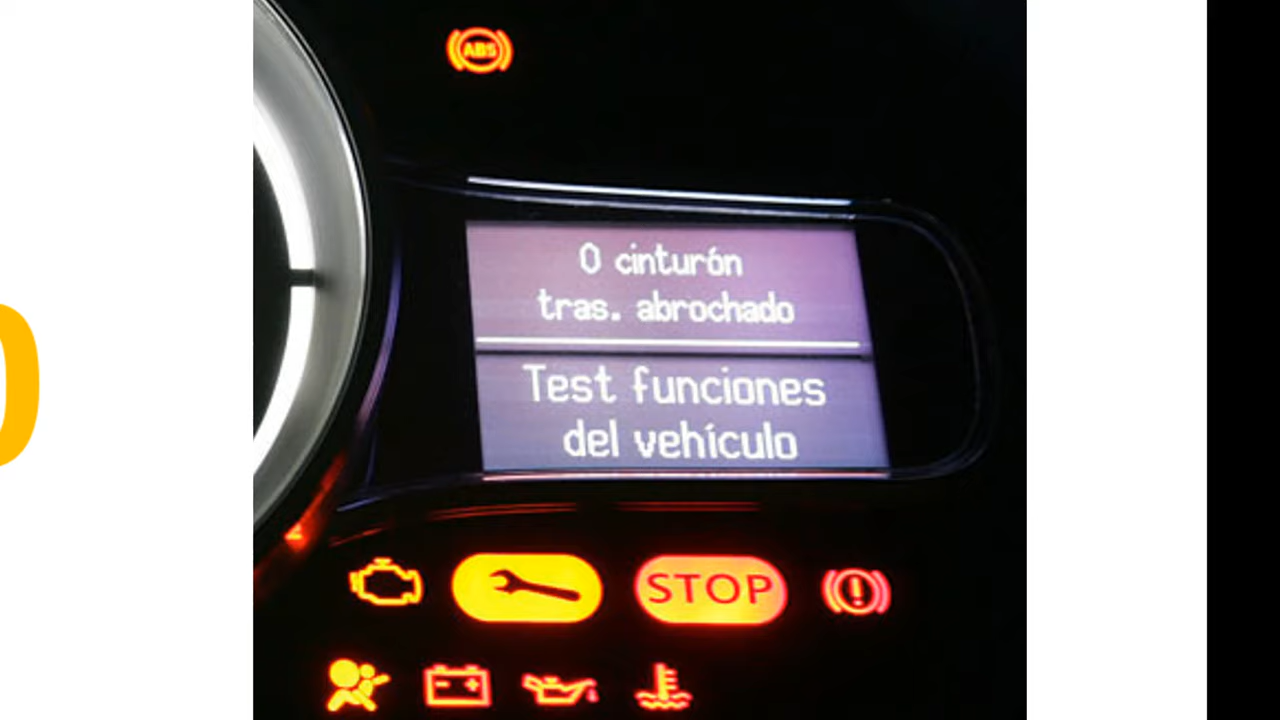 ABS
0 cinturón
tras. abrochado
Test funciones
del vehículo
STOP